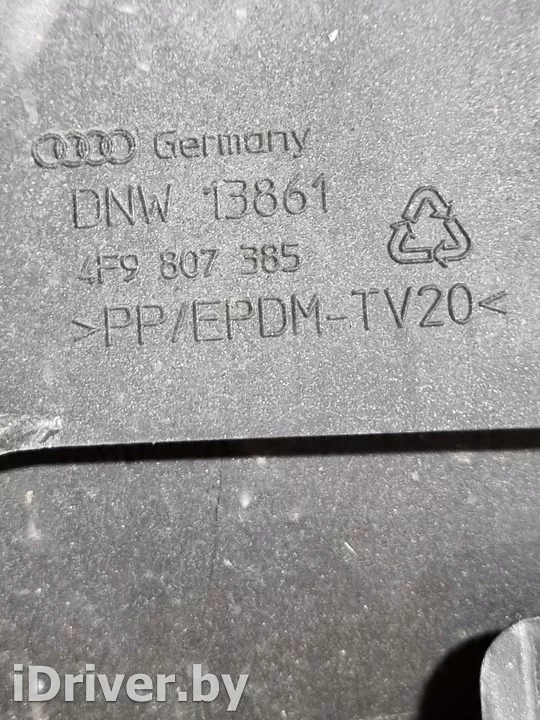 Germany
DNW 13861
4F9 807 385
>PP/EPDM-TV20<
iDriver.by